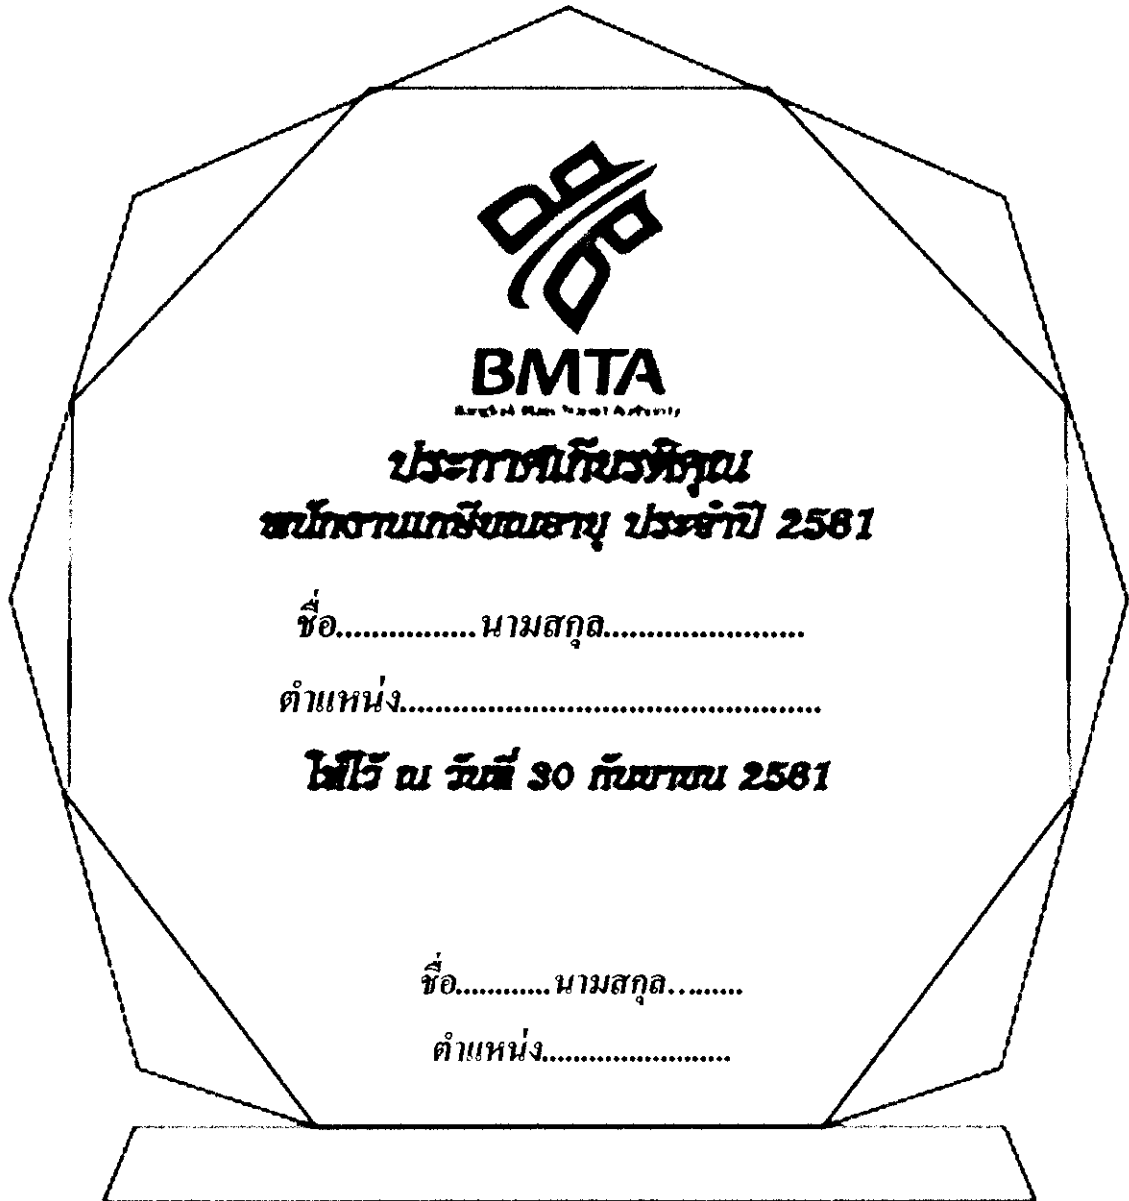 BMTA
Bangkok Mass Transit Authority
ประกาศเกียรติคุณ
พนักงานเกษียณอายุ ประจำปี 2561
ชื่อ................นามสกุล.......................
ตำแหน่ง................................................
ให้ไว้ ณ วันที่ 30 กันยายน 2561
ชื่อ............นามสกุล.........
ตำแหน่ง.........................